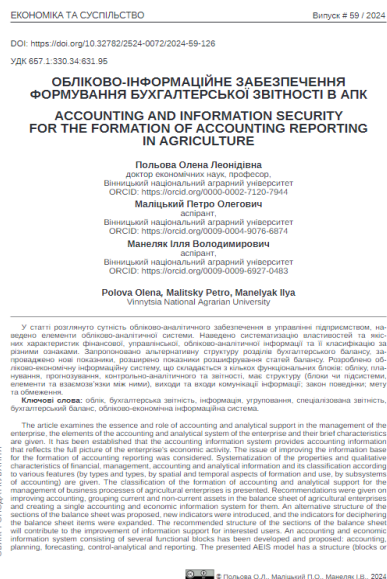 ЕКОНОМІКА ТА СУСПІЛЬСТВО
Випуск # 59 / 2024
DOI: https://doi.org/10.32782/2524-0072/2024-59-126
УДК 657.1:330.34:631.95
ОБЛІКОВО-ІНФОРМАЦІЙНЕ ЗАБЕЗПЕЧЕННЯ
ФОРМУВАННЯ БУХГАЛТЕРСЬКОЇ ЗВІТНОСТІ В АПК
ACCOUNTING AND INFORMATION SECURITY
FOR THE FORMATION OF ACCOUNTING REPORTING
IN AGRICULTURE
Польова Олена Леонідівна
доктор економічних наук, професор,
Вінницький національний аграрний університет
ORCID: https://orcid.org/0000-0002-7120-7944
Маліцький Петро Олегович
аспірант,
Вінницький національний аграрний університет
ORCID: https://orcid.org/0009-0004-9076-6874
Манеляк Ілля Володимирович
аспірант,
Вінницький національний аграрний університет
ORCID: https://orcid.org/0009-0009-6927-0483
Polova Olena, Malitsky Petro, Manelyak Ilya
Vinnytsia National Agrarian University
У статті розглянуто сутність обліково-аналітичного забезпечення в управлінні підприємством, на-
ведено елементи обліково-аналітичної системи. Наведено систематизацію властивостей та якіс-
них характеристик фінансової, управлінської, обліково-аналітичної інформації та її класифікацію за
різними ознаками. Запропоновано альтернативну структуру розділів бухгалтерського балансу, за-
проваджено нові показники, розширено показники розшифрування статей балансу. Розроблено об-
ліково-економічну інформаційну систему, що складається з кількох функціональних блоків: обліку, пла-
нування, прогнозування, контрольно-аналітичного та звітності, має структуру (блоки чи підсистеми,
елементи та взаємозв'язки між ними), виходи та входи комунікації інформації; закон поведінки; мету
та обмеження.
Ключові слова: облік, бухгалтерська звітність, інформація, угруповання, спеціалізована звітність,
бухгалтерський баланс, обліково-економічна інформаційна система.
The article examines the essence and role of accounting and analytical support in the management of the
enterprise, the elements of the accounting and analytical system of the enterprise and their brief characteristics
are given. It has been established that the accounting information system provides accounting information
that reflects the full picture of the enterprise's economic activity. The issue of improving the information base
for the formation of accounting reporting was considered. Systematization of the properties and qualitative
characteristics of financial, management, accounting and analytical information and its classification according
to various features (by types and types, by spatial and temporal aspects of formation and use, by subsystems
of accounting) are given. The classification of the formation of accounting and analytical support for the
management of business processes of agricultural enterprises is presented. Recommendations were given on
improving accounting, grouping current and non-current assets in the balance sheet of agricultural enterprises
and creating a single accounting and economic information system for them. An alternative structure of the
sections of the balance sheet was proposed, new indicators were introduced, and the indicators for deciphering
the balance sheet items were expanded. The recommended structure of the sections of the balance sheet
will contribute to the improvement of information support for interested users. An accounting and economic
information system consisting of several functional blocks has been developed and proposed: accounting,
planning, forecasting, control-analytical and reporting. The presented AEIS model has a structure (blocks or
© Польова О.Л., Маліцький П.О., Манеляк І.В., 2024